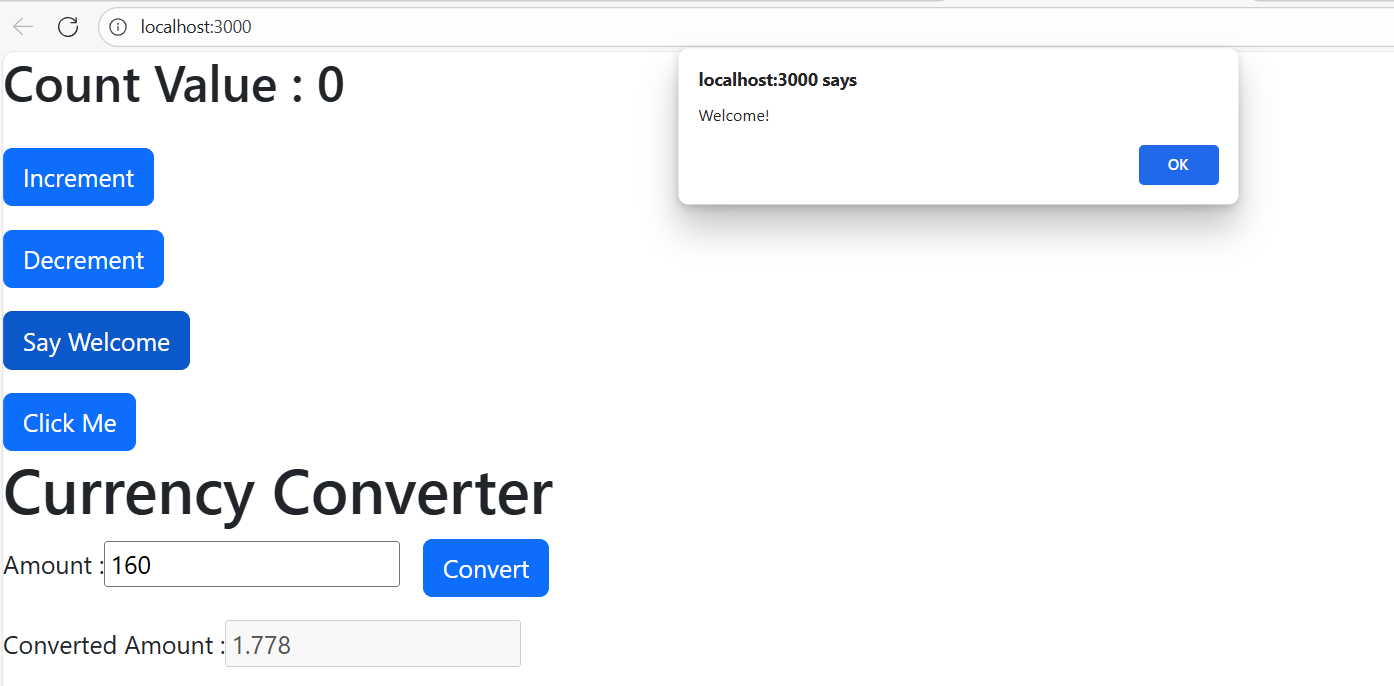 localhost:3000
Count Value : 0
localhost:3000 says
Welcome!
OK
Increment
Decrement
Say Welcome
Click Me
Currency Converter
Amount : 160 Convert
Converted Amount : 1.778